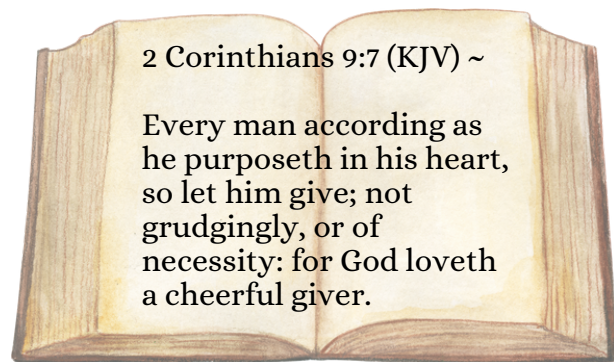 2 Corinthians 9:7 (KJV) ~
Every man according as
he purposeth in his heart,
so let him give; not
grudgingly, or of
necessity: for God loveth
a cheerful giver.